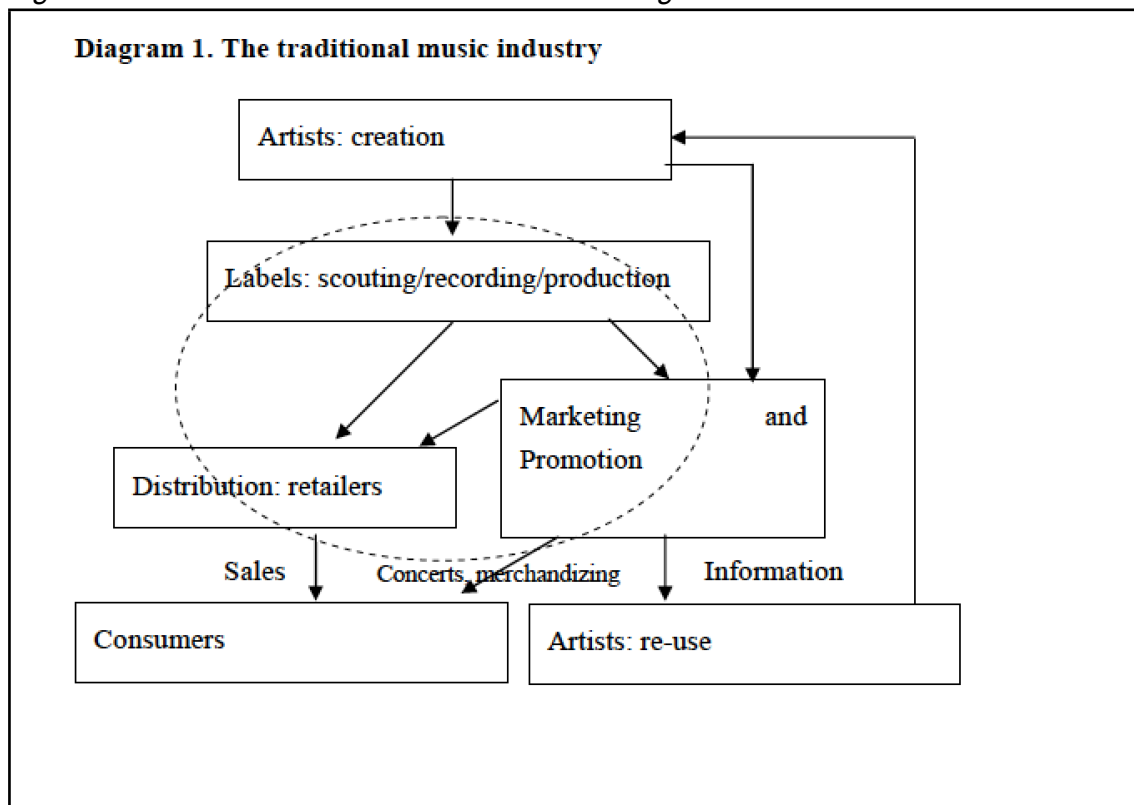 Diagram 1. The traditional music industry
Artists: creation
Labels: scouting/recording/production
Marketing and
Promotion
Distribution: retailers
Sales
Concerts, merchandizing
Information
Consumers
Artists: re-use